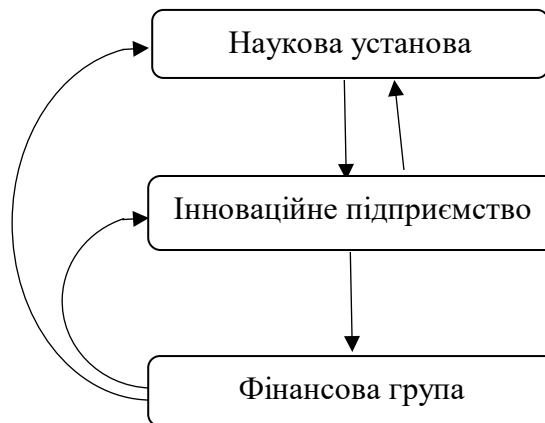 Наукова установа
Інноваційне підприємство
Фінансова група